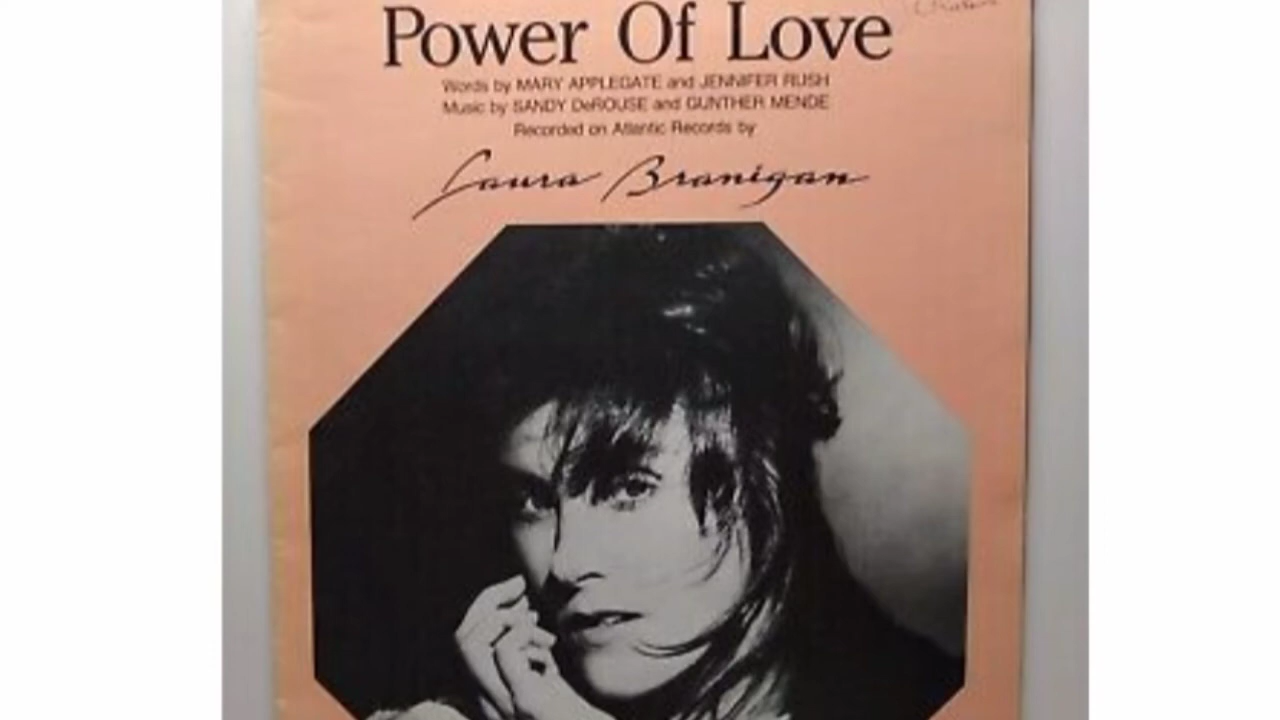 Power Of Love
Words by MARY APPLEGATE and JENNIFER RUSH
Music by SANDY DeROUSE and GUNTHER MENDE
Recorded on Atlantic Records by
Laura Branigan